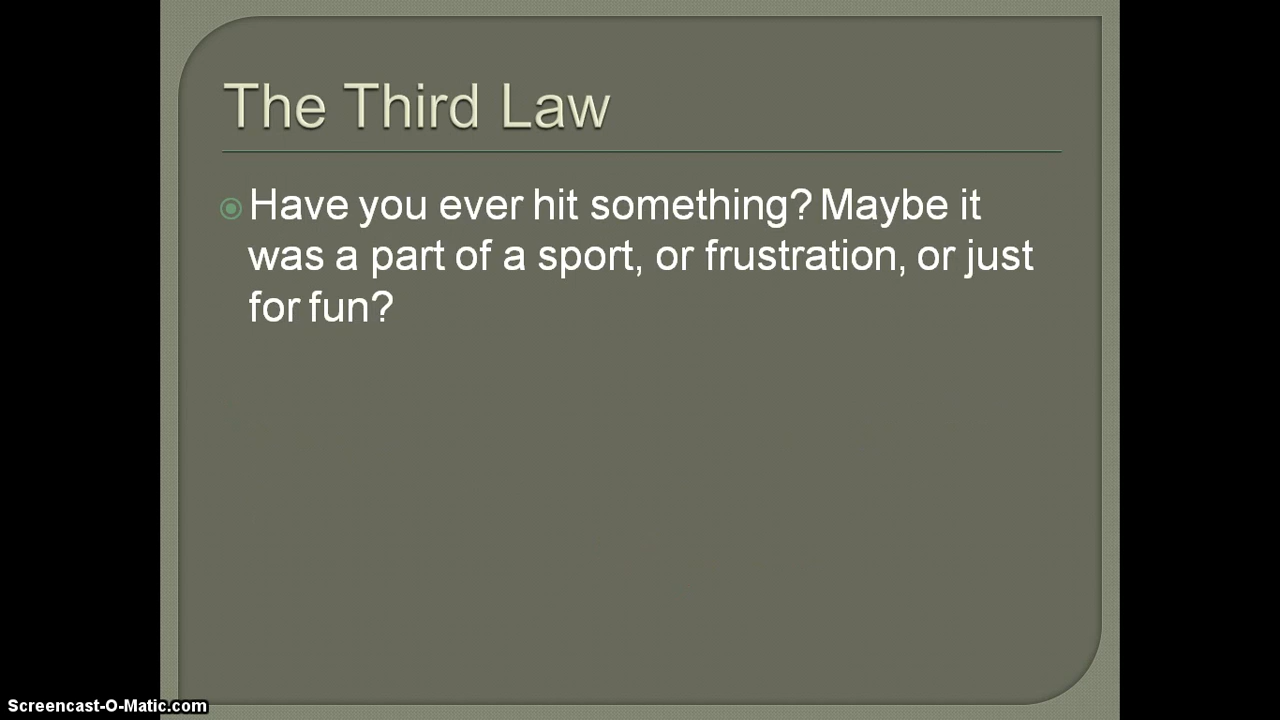 The Third Law
Have you ever hit something? Maybe it
was a part of a sport, or frustration, or just
for fun?
Screencast-O-Matic.com